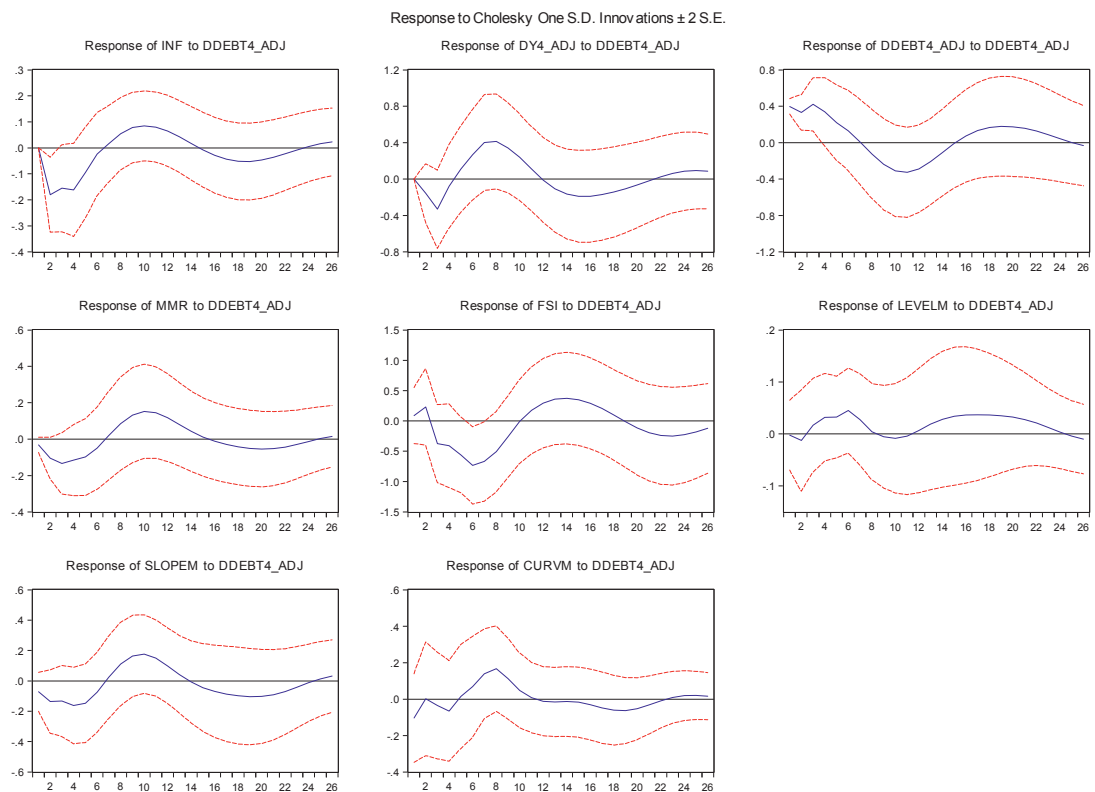 Response to Cholesky One S.D. Innovations ± 2 S.E.
Response of INF to DDEBT4_ADJ
.3
.2
.1
.0
-.1
-.2
-.3
-.4
2 4 6 8 10 12 14 16 18 20 22 24 26
Response of DY4_ADJ to DDEBT4_ADJ
1.2
0.8
0.4
0.0
-0.4
-0.8
2 4 6 8 10 12 14 16 18 20 22 24 26
Response of DDEBT4_ADJ to DDEBT4_ADJ
0.8
0.4
0.0
-0.4
-0.8
-1.2
2 4 6 8 10 12 14 16 18 20 22 24 26
Response of MMR to DDEBT4_ADJ
.6
.4
.2
.0
-.2
-.4
2 4 6 8 10 12 14 16 18 20 22 24 26
Response of FSI to DDEBT4_ADJ
1.5
1.0
0.5
0.0
-0.5
-1.0
-1.5
2 4 6 8 10 12 14 16 18 20 22 24 26
Response of LEVELM to DDEBT4_ADJ
.2
.1
.0
-.1
2 4 6 8 10 12 14 16 18 20 22 24 26
Response of SLOPEM to DDEBT4_ADJ
.6
.4
.2
.0
-.2
-.4
-.6
2 4 6 8 10 12 14 16 18 20 22 24 26
Response of CURVM to DDEBT4_ADJ
.6
.4
.2
.0
-.2
-.4
2 4 6 8 10 12 14 16 18 20 22 24 26